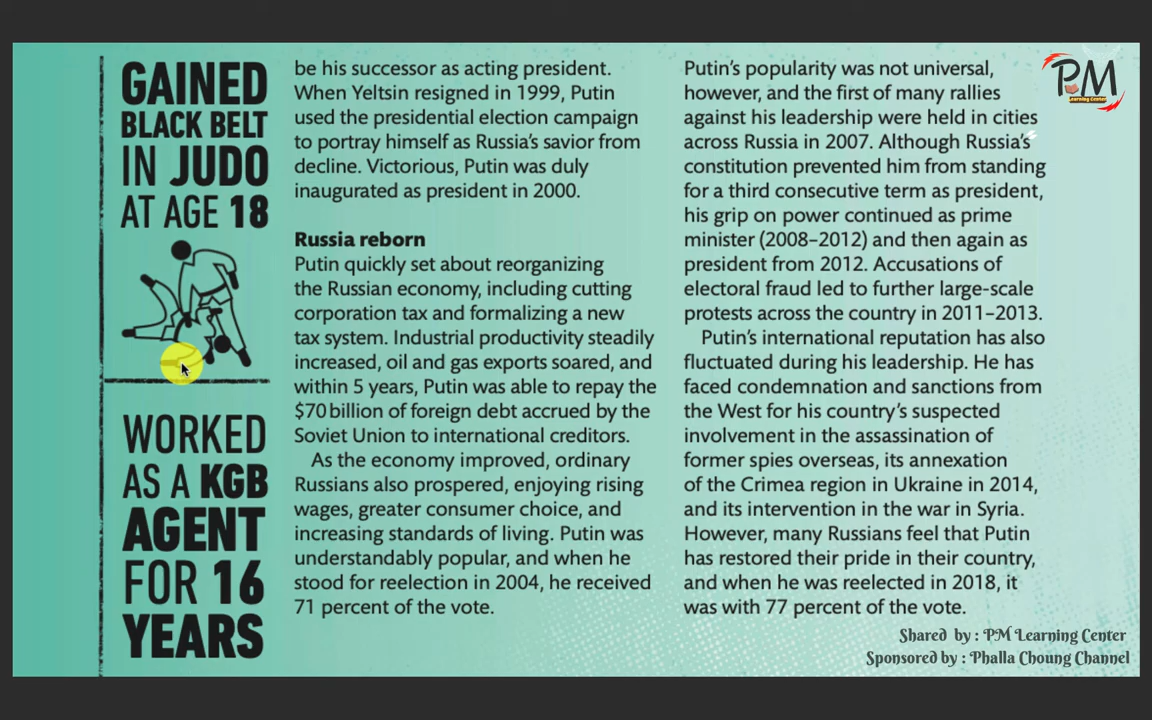 GAINED
BLACK BELT
IN JUDO
AT AGE 18
WORKED
AS A KGB
AGENT
FOR 16
YEARS
be his successor as acting president.
When Yeltsin resigned in 1999, Putin
used the presidential election campaign
to portray himself as Russia's savior from
decline. Victorious, Putin was duly
inaugurated as president in 2000.
Russia reborn
Putin quickly set about reorganizing
the Russian economy, including cutting
corporation tax and formalizing a new
tax system. Industrial productivity steadily
increased, oil and gas exports soared, and
within 5 years, Putin was able to repay the
$70 billion of foreign debt accrued by the
Soviet Union to international creditors.
As the economy improved, ordinary
Russians also prospered, enjoying rising
wages, greater consumer choice, and
increasing standards of living. Putin was
understandably popular, and when he
stood for reelection in 2004, he received
71 percent of the vote.
Putin's popularity was not universal,
however, and the first of many rallies
against his leadership were held in cities
across Russia in 2007. Although Russia's
constitution prevented him from standing
for a third consecutive term as president,
his grip on power continued as prime
minister (2008–2012) and then again as
president from 2012. Accusations of
electoral fraud led to further large-scale
protests across the country in 2011–2013.
Putin's international reputation has also
fluctuated during his leadership. He has
faced condemnation and sanctions from
the West for his country's suspected
involvement in the assassination of
former spies overseas, its annexation
of the Crimea region in Ukraine in 2014,
and its intervention in the war in Syria.
However, many Russians feel that Putin
has restored their pride in their country,
and when he was reelected in 2018, it
was with 77 percent of the vote.
PM
Learning Center
Shared by : PM Learning Center
Sponsored by : Phalla Choung Channel